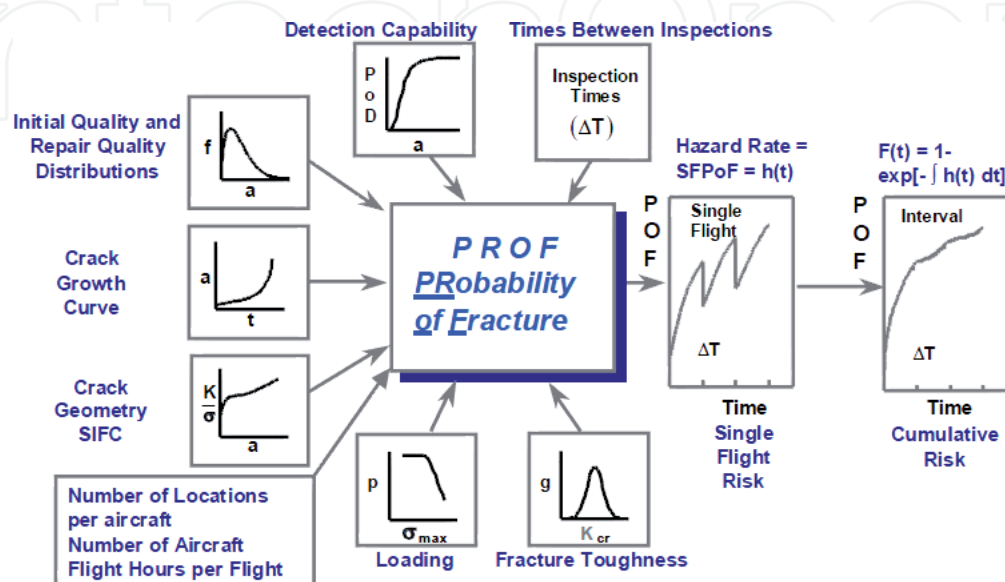 Detection Capability
P
o
D
a
Times Between Inspections
Inspection
Times
(ΔT)
Initial Quality and
Repair Quality
Distributions
f
a
Crack
Growth
Curve
a
t
Crack
Geometry
SIFC
K
σ
a
Number of Locations
per aircraft
Number of Aircraft
Flight Hours per Flight
P R O F
PRobability
of Fracture
p
σmax
Loading
g
K cr
Fracture Toughness
Hazard Rate =
SFPoF = h(t)
P
O
F
Single
Flight
ΔT
Time
Single
Flight
Risk
F(t) = 1-
exp[- ∫ h(t) dt]
P
O
F
Interval
ΔT
Time
Cumulative
Risk